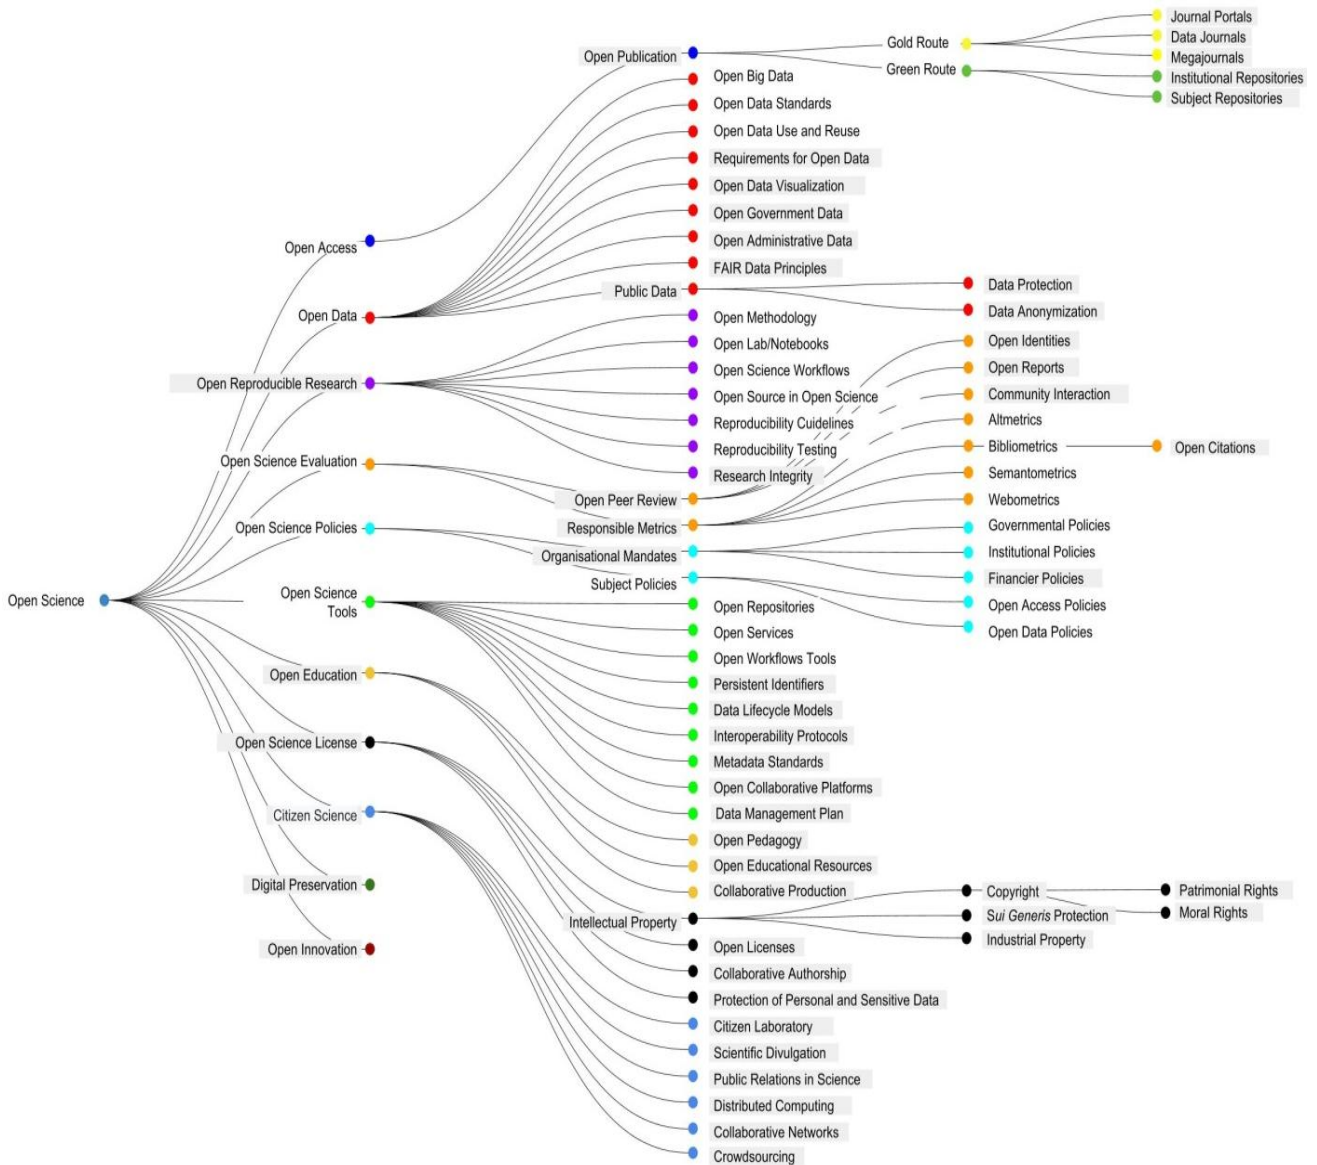 Journal Portals
Gold Route
Data Journals
Open Publication
Megajournals
Green Route
Institutional Repositories
Open Big Data
Subject Repositories
Open Data Standards
Open Data Use and Reuse
Requirements for Open Data
Open Data Visualization
Open Government Data
Open Access
Open Administrative Data
FAIR Data Principles
Public Data
Data Protection
Open Data
Data Anonymization
Open Methodology
Open Identities
Open Lab/Notebooks
Open Reports
Open Science Workflows
Open Reproducible Research
Community Interaction
Open Source in Open Science
Altmetrics
Reproducibility Cuidelines
Bibliometrics
Open Citations
Reproducibility Testing
Open Science Evaluation
Semantometrics
Research Integrity
Open Peer Review
Webometrics
Open Science Policies
Responsible Metrics
Governmental Policies
Organisational Mandates
Institutional Policies
Subject Policies
Financier Policies
Open Science
Open Science
Tools
Open Repositories
Open Access Policies
Open Services
Open Data Policies
Open Workflows Tools
Open Education
Persistent Identifiers
Data Lifecycle Models
Interoperability Protocols
Open Science License
Metadata Standards
Open Collaborative Platforms
Citizen Science
Data Management Plan
Open Pedagogy
Open Educational Resources
Digital Preservation
Collaborative Production
Copyright
Patrimonial Rights
Intellectual Property
Sui Generis Protection
Moral Rights
Industrial Property
Open Innovation
Open Licenses
Collaborative Authorship
Protection of Personal and Sensitive Data
Citizen Laboratory
Scientific Divulgation
Public Relations in Science
Distributed Computing
Collaborative Networks
Crowdsourcing